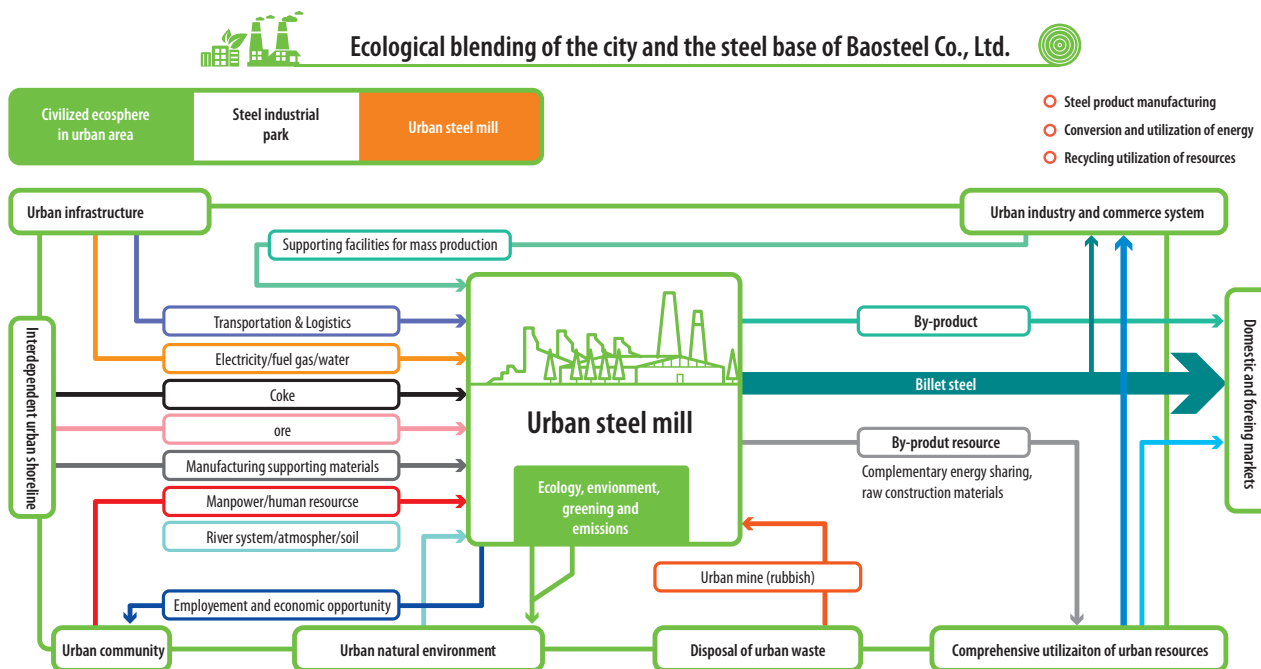 Ecological blending of the city and the steel base of Baosteel Co., Ltd.
Civilized ecosphere
in urban area
Steel industrial
park
Urban steel mill
Steel product manufacturing
Conversion and utilization of energy
Recycling utilization of resources
Urban infrastructure
Urban industry and commerce system
Supporting facilities for mass production
Interdependent urban shoreline
Transportation & Logistics
Electricity/fuel gas/water
Coke
ore
Manufacturing supporting materials
Manpower/human resourcse
River system/atmospher/soil
Employement and economic opportunity
Urban steel mill
Ecology, envionment,
greening and
emissions
By-product
Billet steel
By-produt resource
Complementary energy sharing,
raw construction materials
Urban mine (rubbish)
Domestic and foreing markets
Urban community
Urban natural environment
Disposal of urban waste
Comprehensive utilizaiton of urban resources